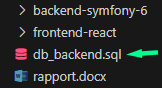 backend-symfony-6
frontend-react
db_backend.sql
rapport.docx